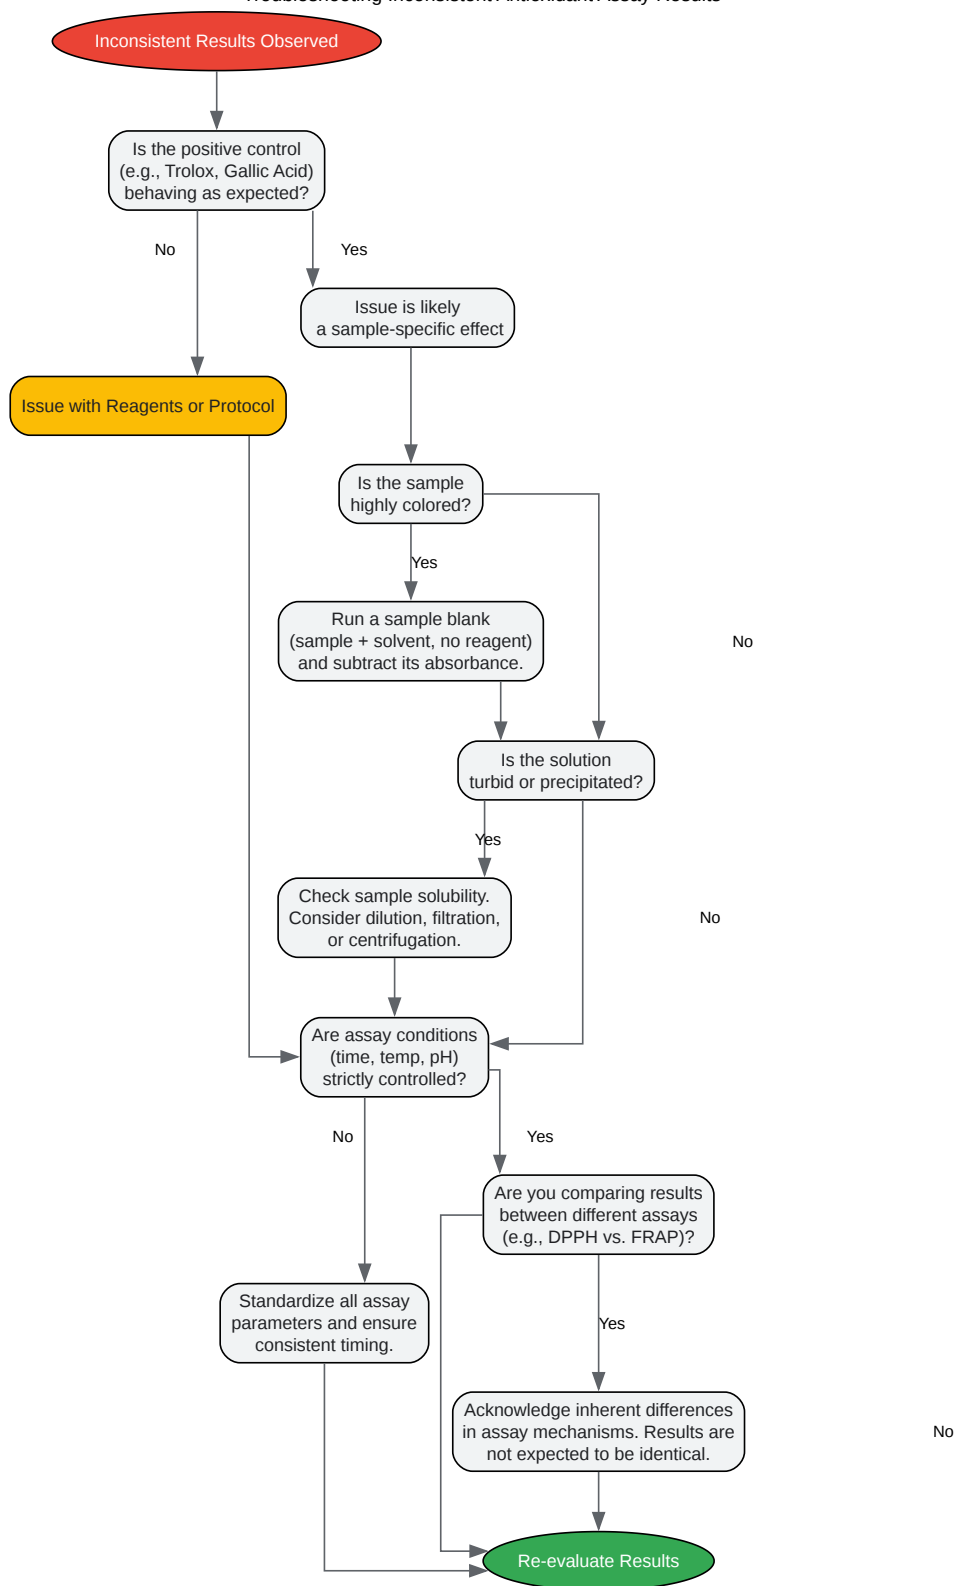 Troubleshooting Inconsistent Antioxidant Assay Results
Inconsistent Results Observed
Is the positive control
(e.g., Trolox, Gallic Acid)
behaving as expected?
No
Yes
Issue is likely
a sample-specific effect
Issue with Reagents or Protocol
Is the sample
highly colored?
Yes
Run a sample blank
(sample + solvent, no reagent)
and subtract its absorbance.
No
Is the solution
turbid or precipitated?
Yes
Check sample solubility.
Consider dilution, filtration,
or centrifugation.
No
Are assay conditions
(time, temp, pH)
strictly controlled?
No
Yes
Are you comparing results
between different assays
(e.g., DPPH vs. FRAP)?
Standardize all assay
parameters and ensure
consistent timing.
Yes
Acknowledge inherent differences
in assay mechanisms. Results are
not expected to be identical.
No
Re-evaluate Results